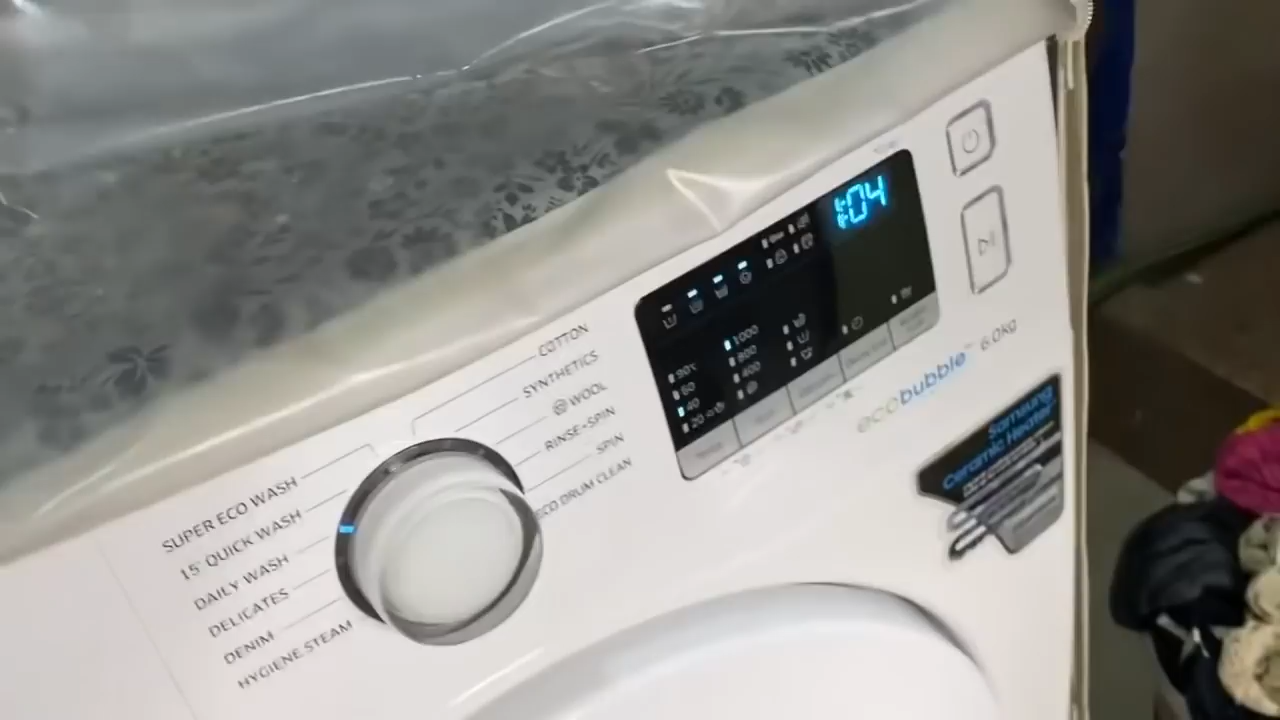 COTTON
SYNTHETICS
WOOL
RINSE+SPIN
SPIN
ECO DRUM CLEAN
SUPER ECO WASH
15' QUICK WASH
DAILY WASH
DELICATES
DENIM
HYGIENE STEAM
1:04
90℃
60
40
20
1000
800
400
ecobubble™ 6.0kg
Samsung
Ceramic Heater